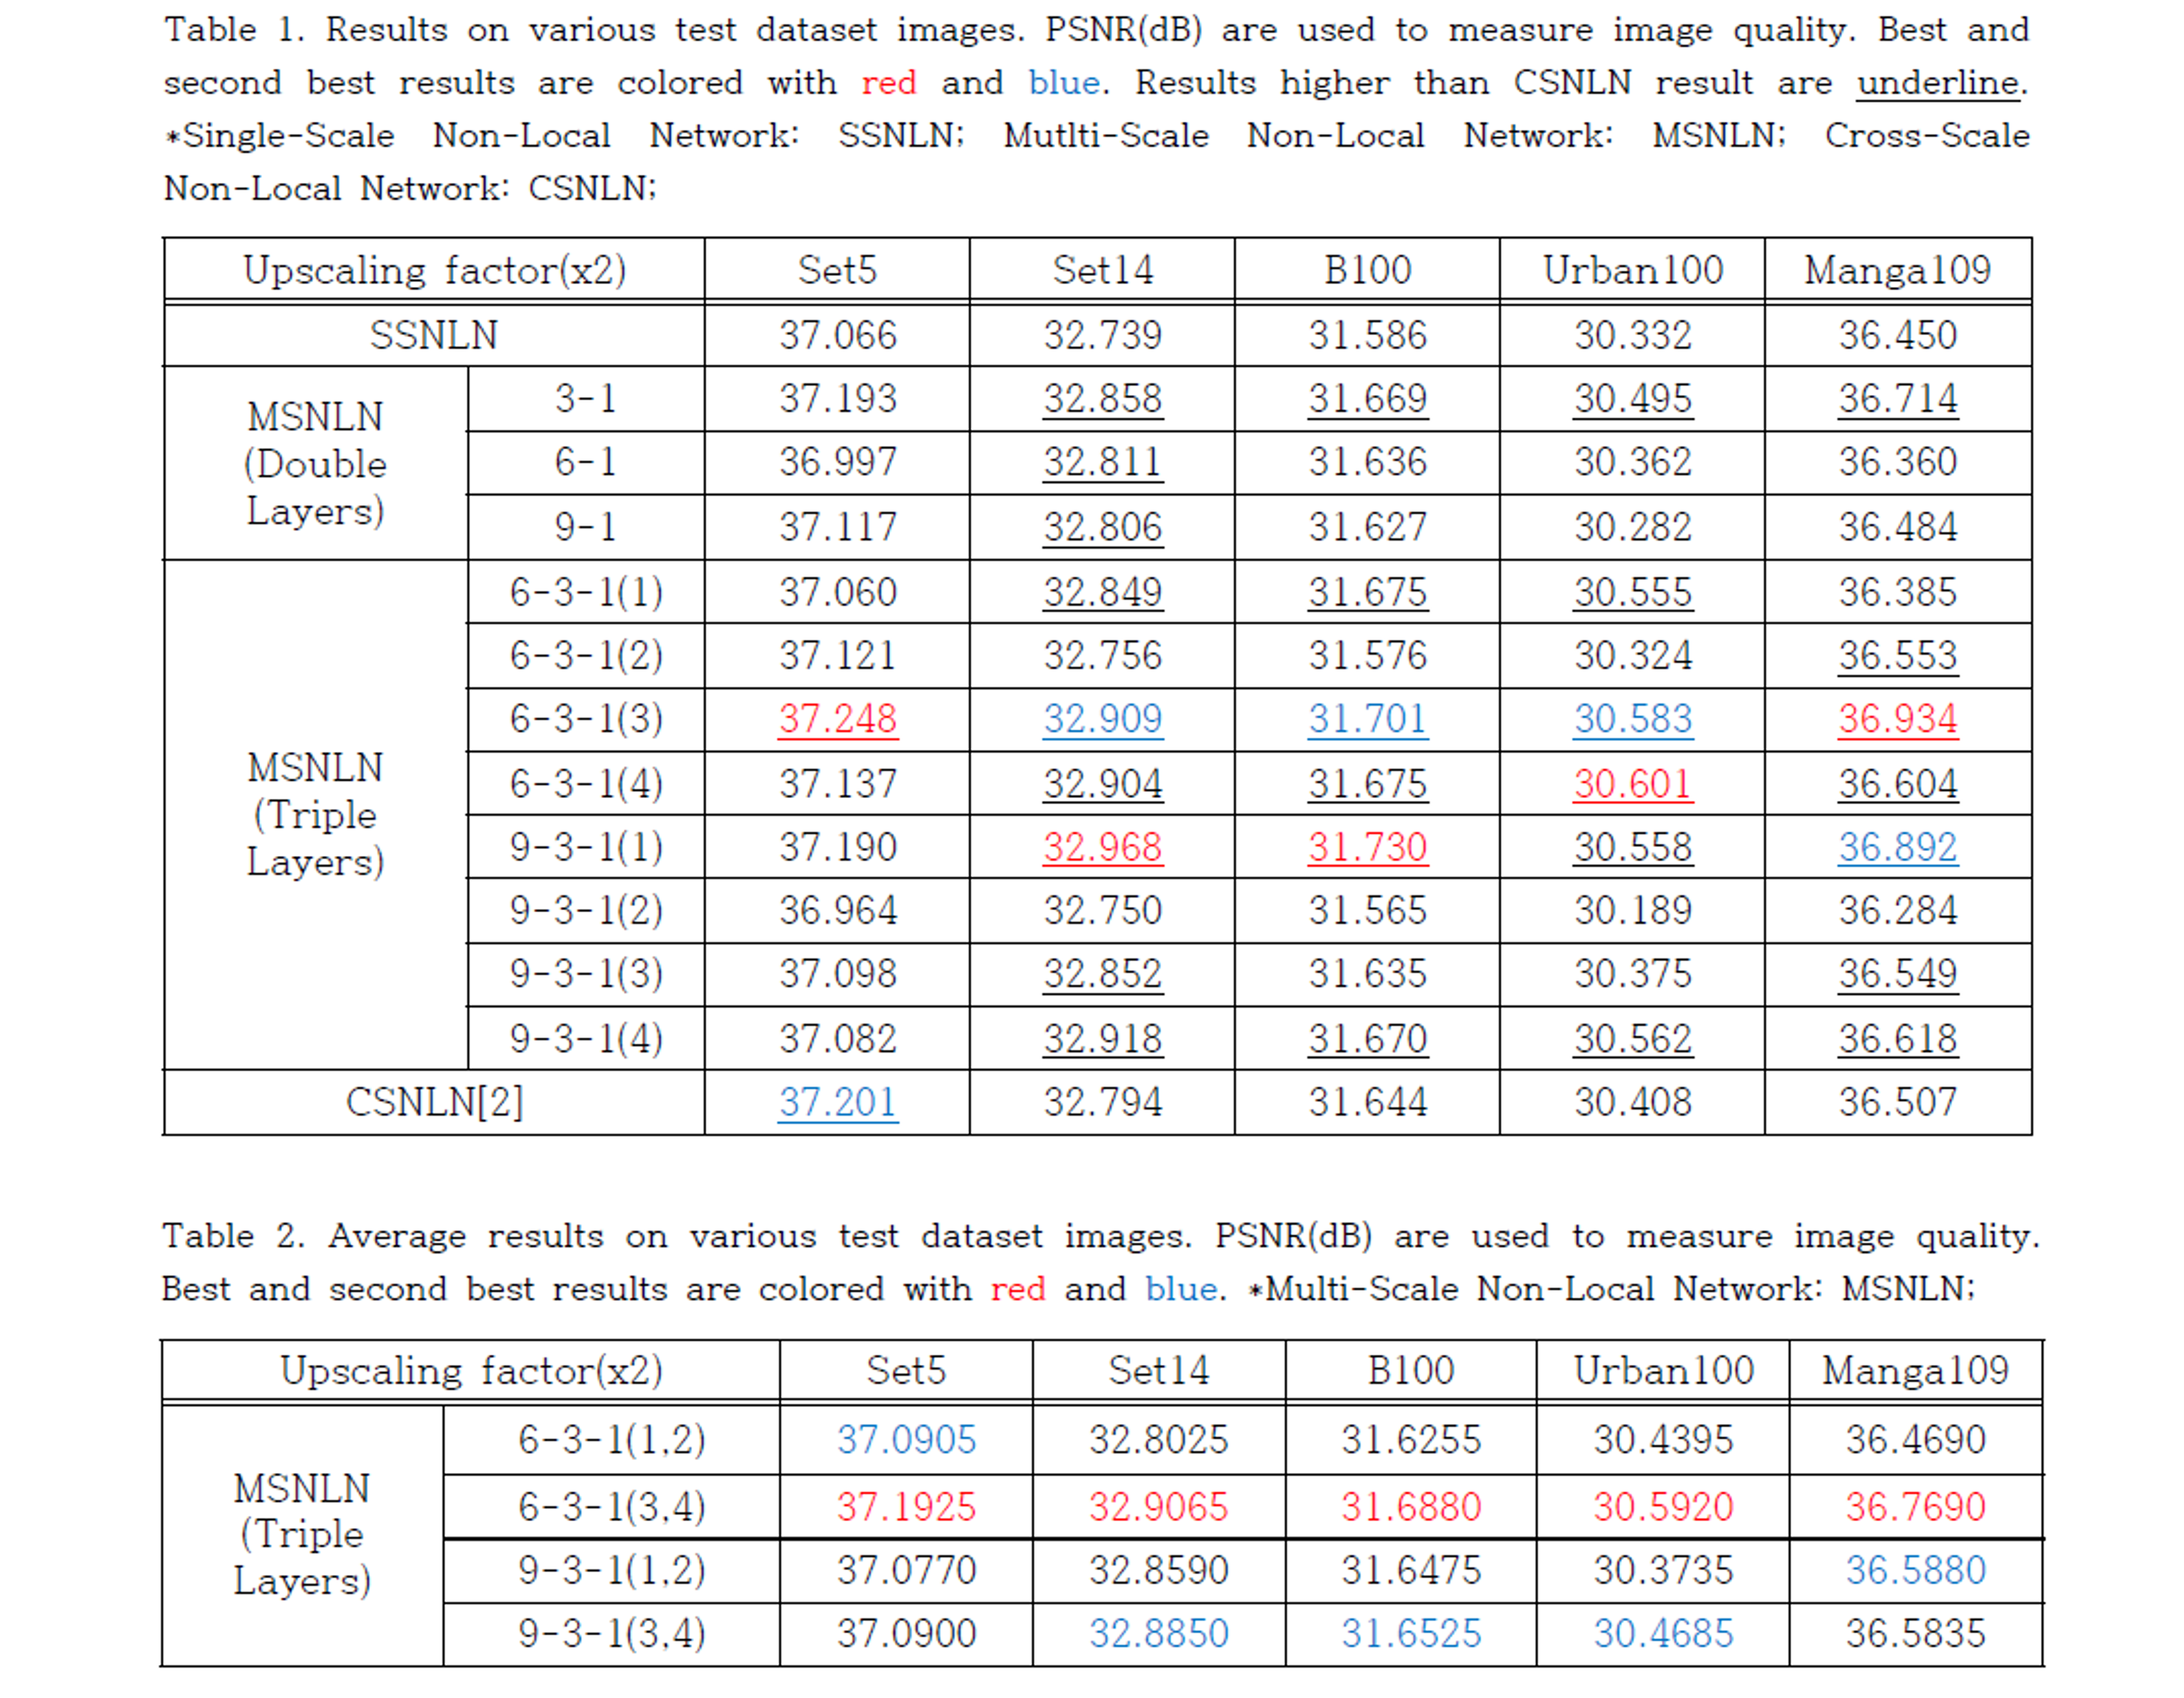 Table 1. Results on various test dataset images. PSNR(dB) are used to measure image quality. Best and
second best results are colored with red and blue. Results higher than CSNLN result are underline.
*Single-Scale Non-Local Network: SSNLN; Mutlti-Scale Non-Local Network: MSNLN; Cross-Scale
Non-Local Network: CSNLN;
Upscaling factor(x2) Set5 Set14 B100 Urban100 Manga109
SSNLN 37.066 32.739 31.586 30.332 36.450
MSNLN
(Double
Layers)
3-1 37.193 32.858 31.669 30.495 36.714
6-1 36.997 32.811 31.636 30.362 36.360
9-1 37.117 32.806 31.627 30.282 36.484
MSNLN
(Triple
Layers)
6-3-1(1) 37.060 32.849 31.675 30.555 36.385
6-3-1(2) 37.121 32.756 31.576 30.324 36.553
6-3-1(3) 37.248 32.909 31.701 30.583 36.934
6-3-1(4) 37.137 32.904 31.675 30.601 36.604
9-3-1(1) 37.190 32.968 31.730 30.558 36.892
9-3-1(2) 36.964 32.750 31.565 30.189 36.284
9-3-1(3) 37.098 32.852 31.635 30.375 36.549
9-3-1(4) 37.082 32.918 31.670 30.562 36.618
CSNLN[2] 37.201 32.794 31.644 30.408 36.507
Table 2. Average results on various test dataset images. PSNR(dB) are used to measure image quality.
Best and second best results are colored with red and blue. *Multi-Scale Non-Local Network: MSNLN;
Upscaling factor(x2) Set5 Set14 B100 Urban100 Manga109
MSNLN
(Triple
Layers)
6-3-1(1,2) 37.0905 32.8025 31.6255 30.4395 36.4690
6-3-1(3,4) 37.1925 32.9065 31.6880 30.5920 36.7690
9-3-1(1,2) 37.0770 32.8590 31.6475 30.3735 36.5880
9-3-1(3,4) 37.0900 32.8850 31.6525 30.4685 36.5835